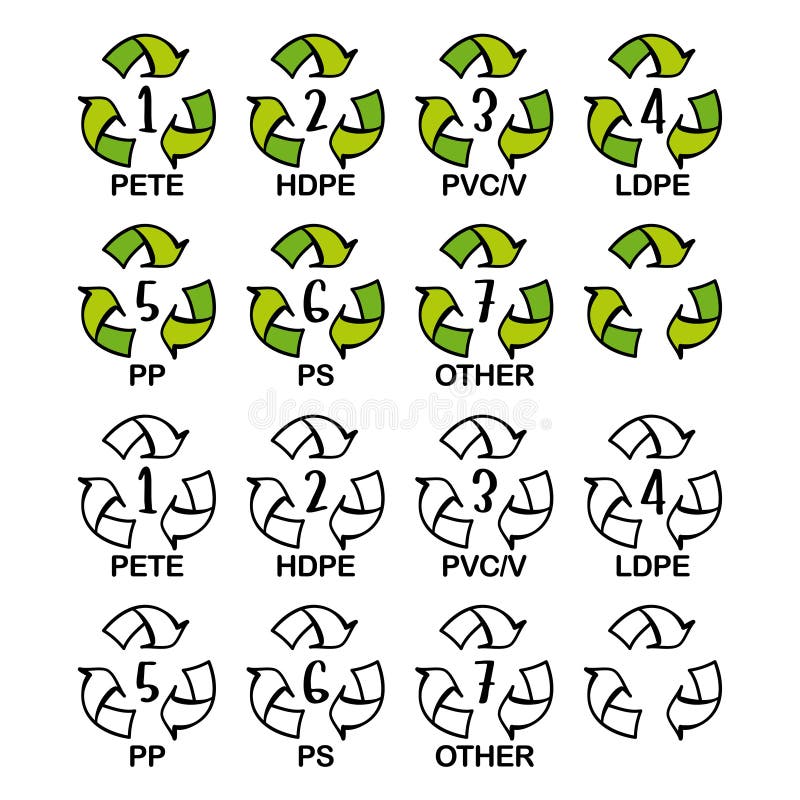 1 2 3 4
PETE HDPE PVC/V LDPE
5 6 7
PP PS OTHER
dreamstime.com
1 2 3 4
PETE HDPE PVC/V LDPE
5 6 7
PP PS OTHER